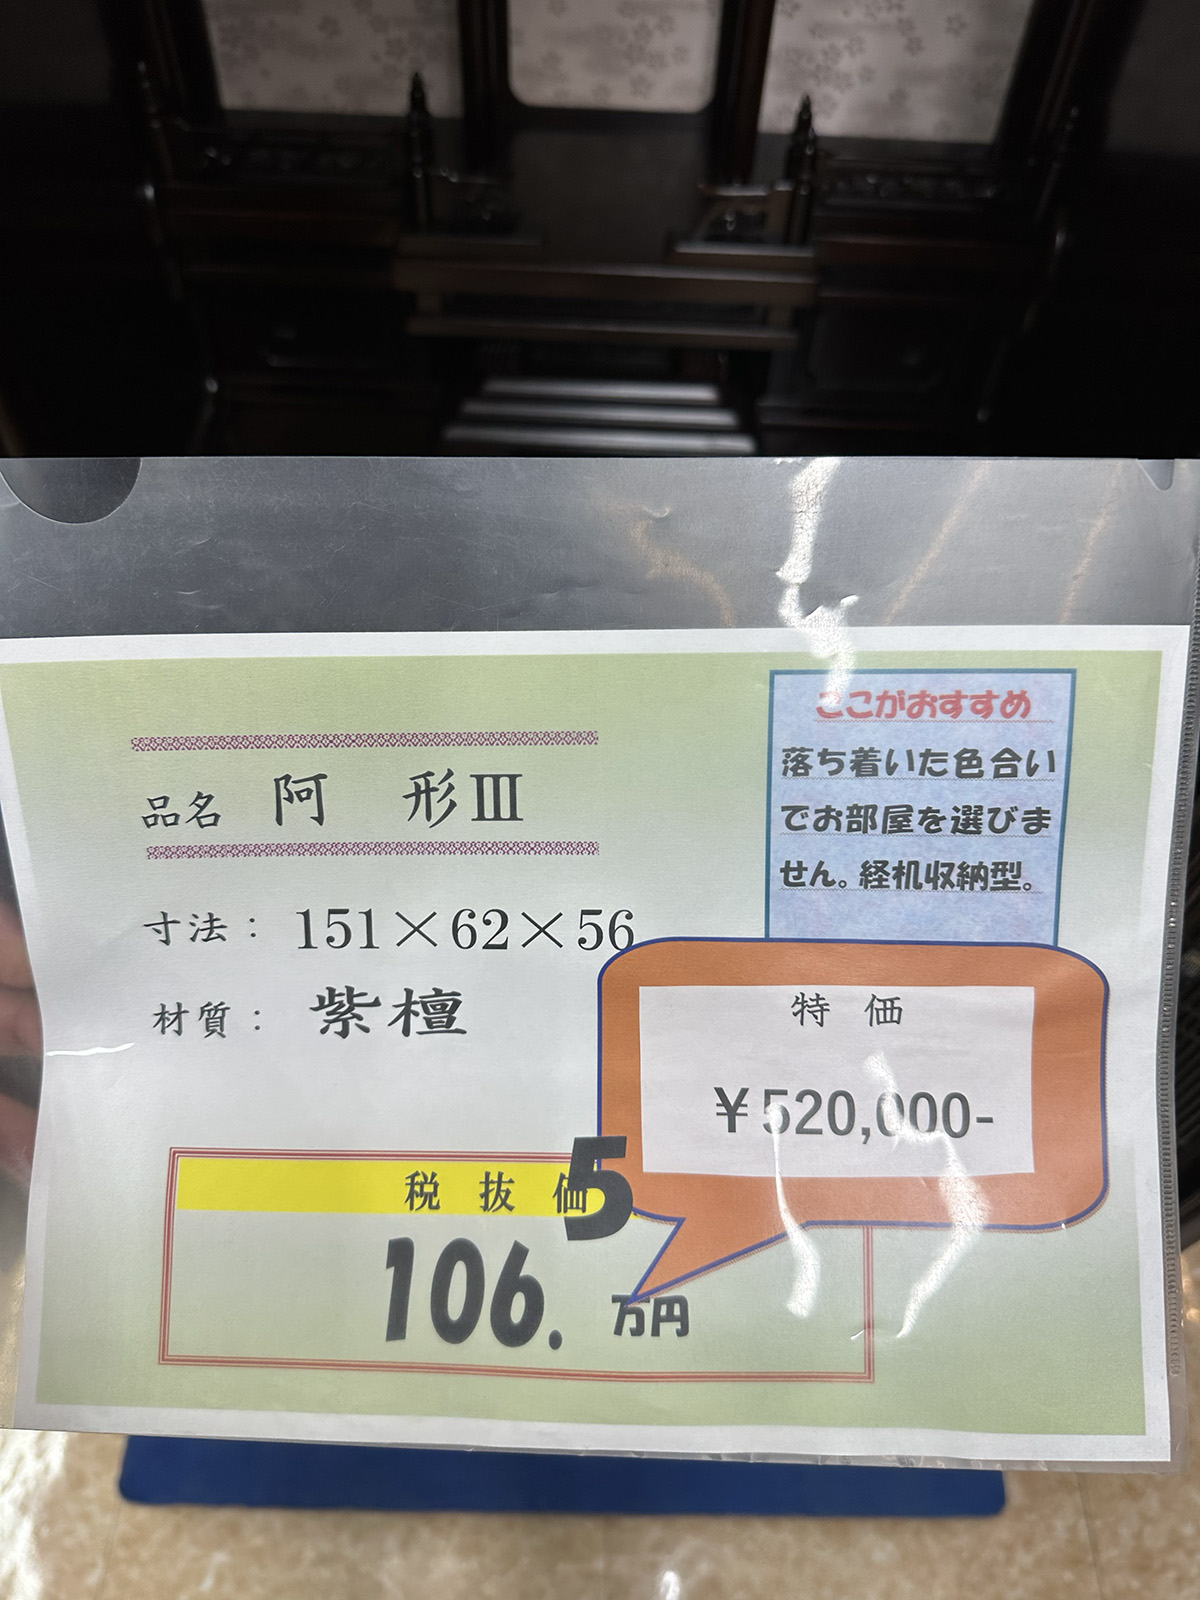 ここがおすすめ
落ち着いた色合い
でお部屋を選びま
せん。経机収納型。
品名 阿 形Ⅲ
寸法： 151×62×56
材質： 紫檀
特 価
￥520,000-
税 抜 価
106.5
万円